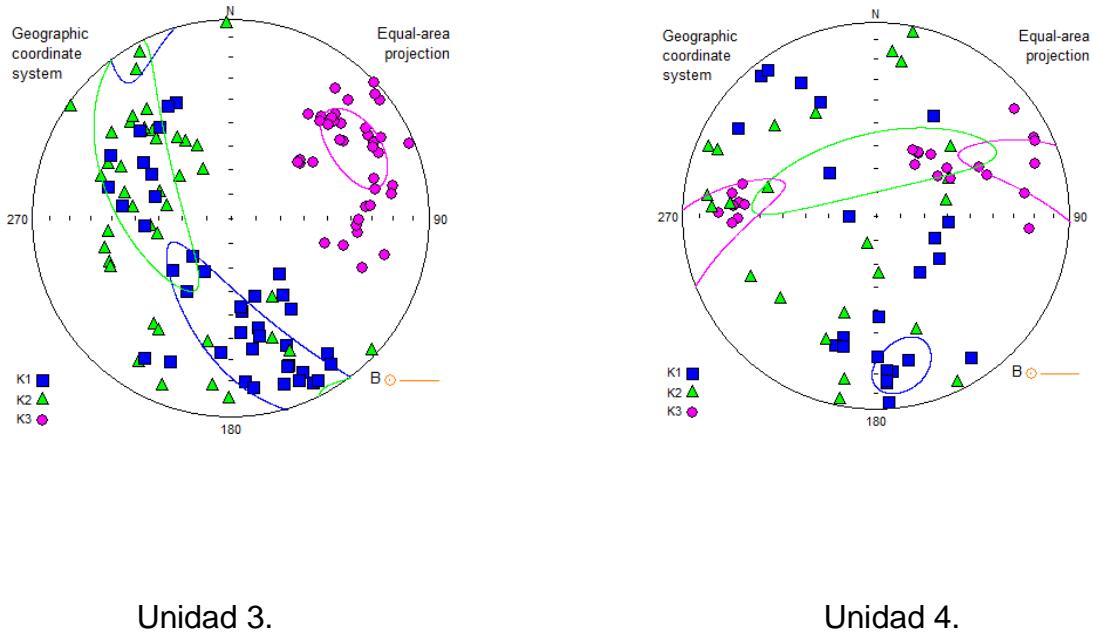 Geographic
coordinate
system
N
Equal-area
projection
270
90
K1
K2
K3
180
B
Geographic
coordinate
system
N
Equal-area
projection
270
90
K1
K2
K3
180
B
Unidad 3.
Unidad 4.